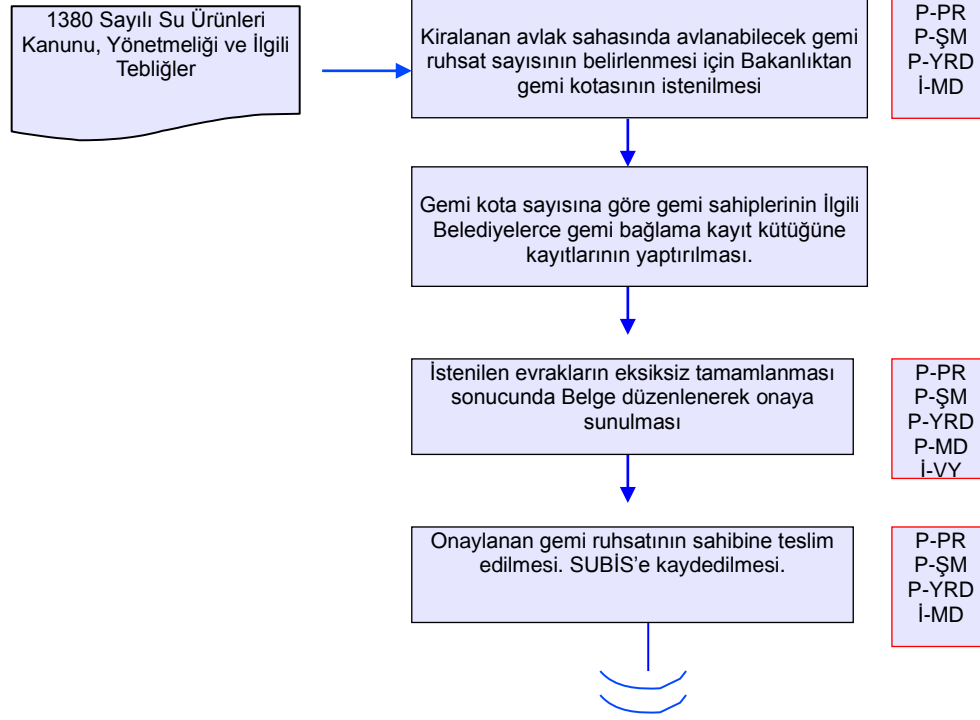 1380 Sayılı Su Ürünleri
Kanunu, Yönetmeliği ve İlgili
Tebliğler
Kiralanan avlak sahasında avlanabilecek gemi
ruhsat sayısının belirlenmesi için Bakanlıktan
gemi kotasının istenilmesi
P-PR
P-ŞM
P-YRD
İ-MD
Gemi kota sayısına göre gemi sahiplerinin İlgili
Belediyelerce gemi bağlama kayıt kütüğüne
kayıtlarının yaptırılması.
İstenilen evrakların eksiksiz tamamlanması
sonucunda Belge düzenlenerek onaya
sunulması
P-PR
P-ŞM
P-YRD
P-MD
İ-VY
Onaylanan gemi ruhsatının sahibine teslim
edilmesi. SUBİS’e kaydedilmesi.
P-PR
P-ŞM
P-YRD
İ-MD